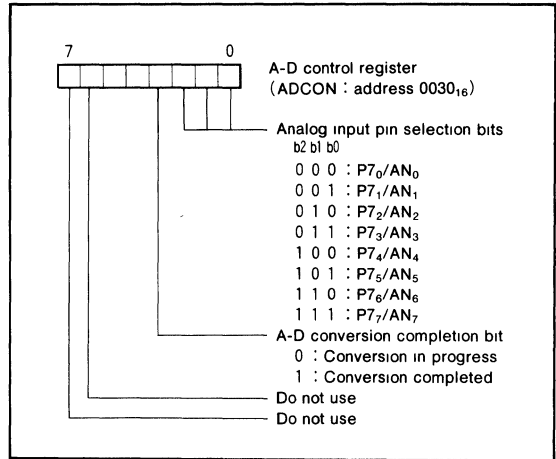 7 0
A-D control register
(ADCON : address 0030₁₆)
Analog input pin selection bits
b2 b1 b0
0 0 0 : P7₀/AN₀
0 0 1 : P7₁/AN₁
0 1 0 : P7₂/AN₂
0 1 1 : P7₃/AN₃
1 0 0 : P7₄/AN₄
1 0 1 : P7₅/AN₅
1 1 0 : P7₆/AN₆
1 1 1 : P7₇/AN₇
A-D conversion completion bit
0 : Conversion in progress
1 : Conversion completed
Do not use
Do not use